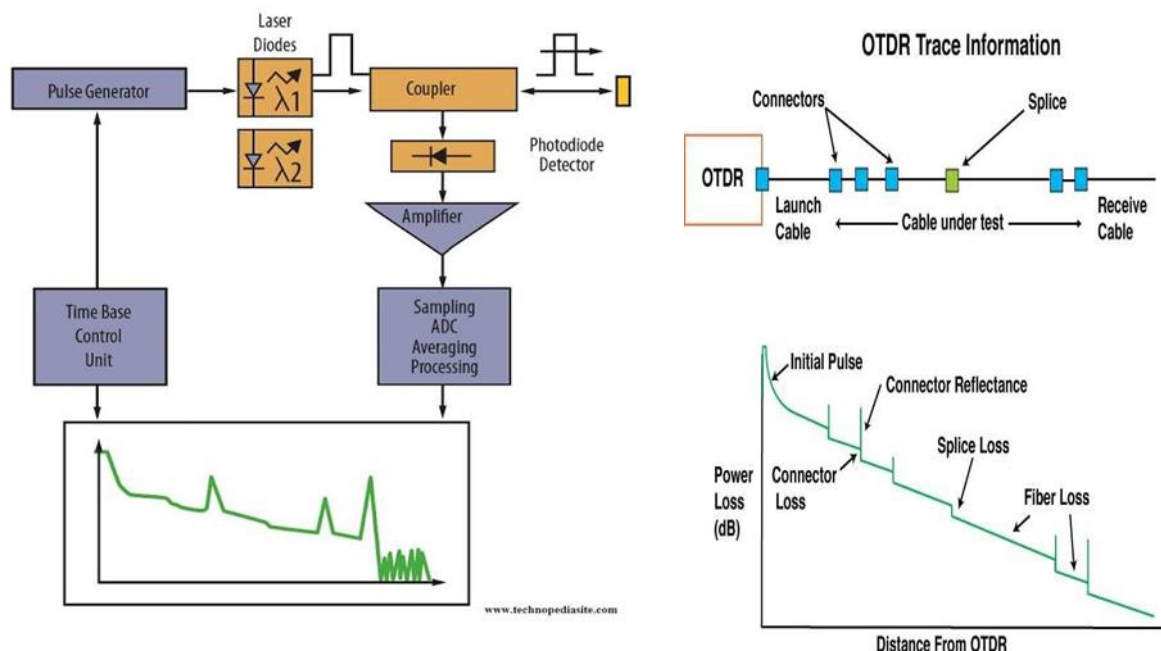 Laser
Diodes
Pulse Generator
λ1
Coupler
λ2
Photodiode
Detector
Amplifier
Time Base
Control
Unit
Sampling
ADC
Averaging
Processing
www.technopediasite.com
OTDR Trace Information
Connectors
Splice
OTDR
Launch
Cable
Cable under test
Receive
Cable
Initial Pulse
Connector Reflectance
Splice Loss
Power
Loss
(dB)
Connector
Loss
Fiber Loss
Distance From OTDR